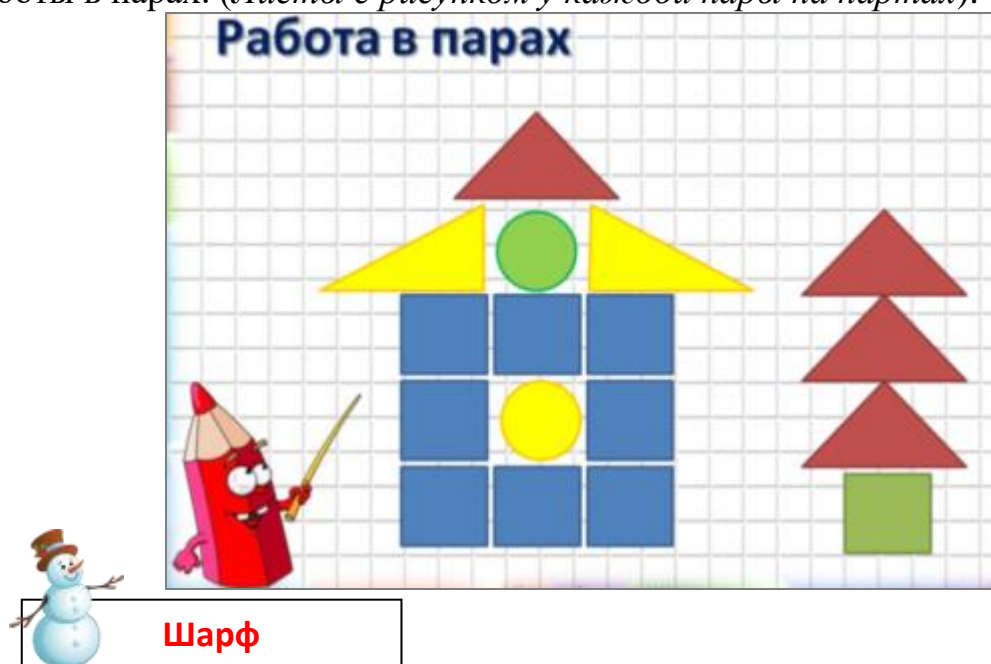 в парах. (Листы с рисунком у каждой пары на партах).
Работа в парах
Шарф